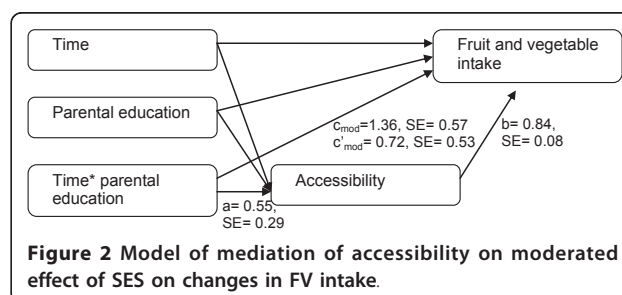 Time
Fruit and vegetable
intake
Parental education
c_mod=1.36, SE= 0.57
c'_mod= 0.72, SE= 0.53
b= 0.84,
SE= 0.08
Time* parental
education
Accessibility
a= 0.55,
SE= 0.29
Figure 2 Model of mediation of accessibility on moderated
effect of SES on changes in FV intake.